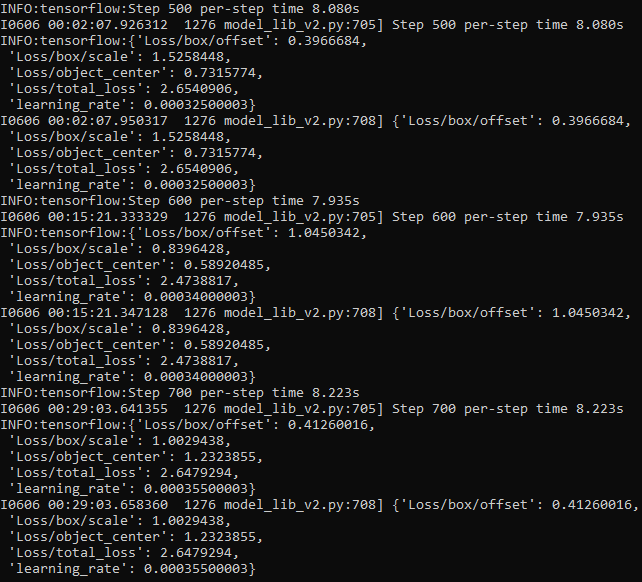 INFO:tensorflow:Step 500 per-step time 8.080s
I0606 00:02:07.926312  1276 model_lib_v2.py:705] Step 500 per-step time 8.080s
INFO:tensorflow:{'Loss/box/offset': 0.3966684,
 'Loss/box/scale': 1.5258448,
 'Loss/object_center': 0.7315774,
 'Loss/total_loss': 2.6540906,
 'learning_rate': 0.00032500003}
I0606 00:02:07.950317  1276 model_lib_v2.py:708] {'Loss/box/offset': 0.3966684,
 'Loss/box/scale': 1.5258448,
 'Loss/object_center': 0.7315774,
 'Loss/total_loss': 2.6540906,
 'learning_rate': 0.00032500003}
INFO:tensorflow:Step 600 per-step time 7.935s
I0606 00:15:21.333329  1276 model_lib_v2.py:705] Step 600 per-step time 7.935s
INFO:tensorflow:{'Loss/box/offset': 1.0450342,
 'Loss/box/scale': 0.8396428,
 'Loss/object_center': 0.58920485,
 'Loss/total_loss': 2.4738817,
 'learning_rate': 0.00034000003}
I0606 00:15:21.347128  1276 model_lib_v2.py:708] {'Loss/box/offset': 1.0450342,
 'Loss/box/scale': 0.8396428,
 'Loss/object_center': 0.58920485,
 'Loss/total_loss': 2.4738817,
 'learning_rate': 0.00034000003}
INFO:tensorflow:Step 700 per-step time 8.223s
I0606 00:29:03.641355  1276 model_lib_v2.py:705] Step 700 per-step time 8.223s
INFO:tensorflow:{'Loss/box/offset': 0.41260016,
 'Loss/box/scale': 1.0029438,
 'Loss/object_center': 1.2323855,
 'Loss/total_loss': 2.6479294,
 'learning_rate': 0.00035500003}
I0606 00:29:03.658360  1276 model_lib_v2.py:708] {'Loss/box/offset': 0.41260016,
 'Loss/box/scale': 1.0029438,
 'Loss/object_center': 1.2323855,
 'Loss/total_loss': 2.6479294,
 'learning_rate': 0.00035500003}